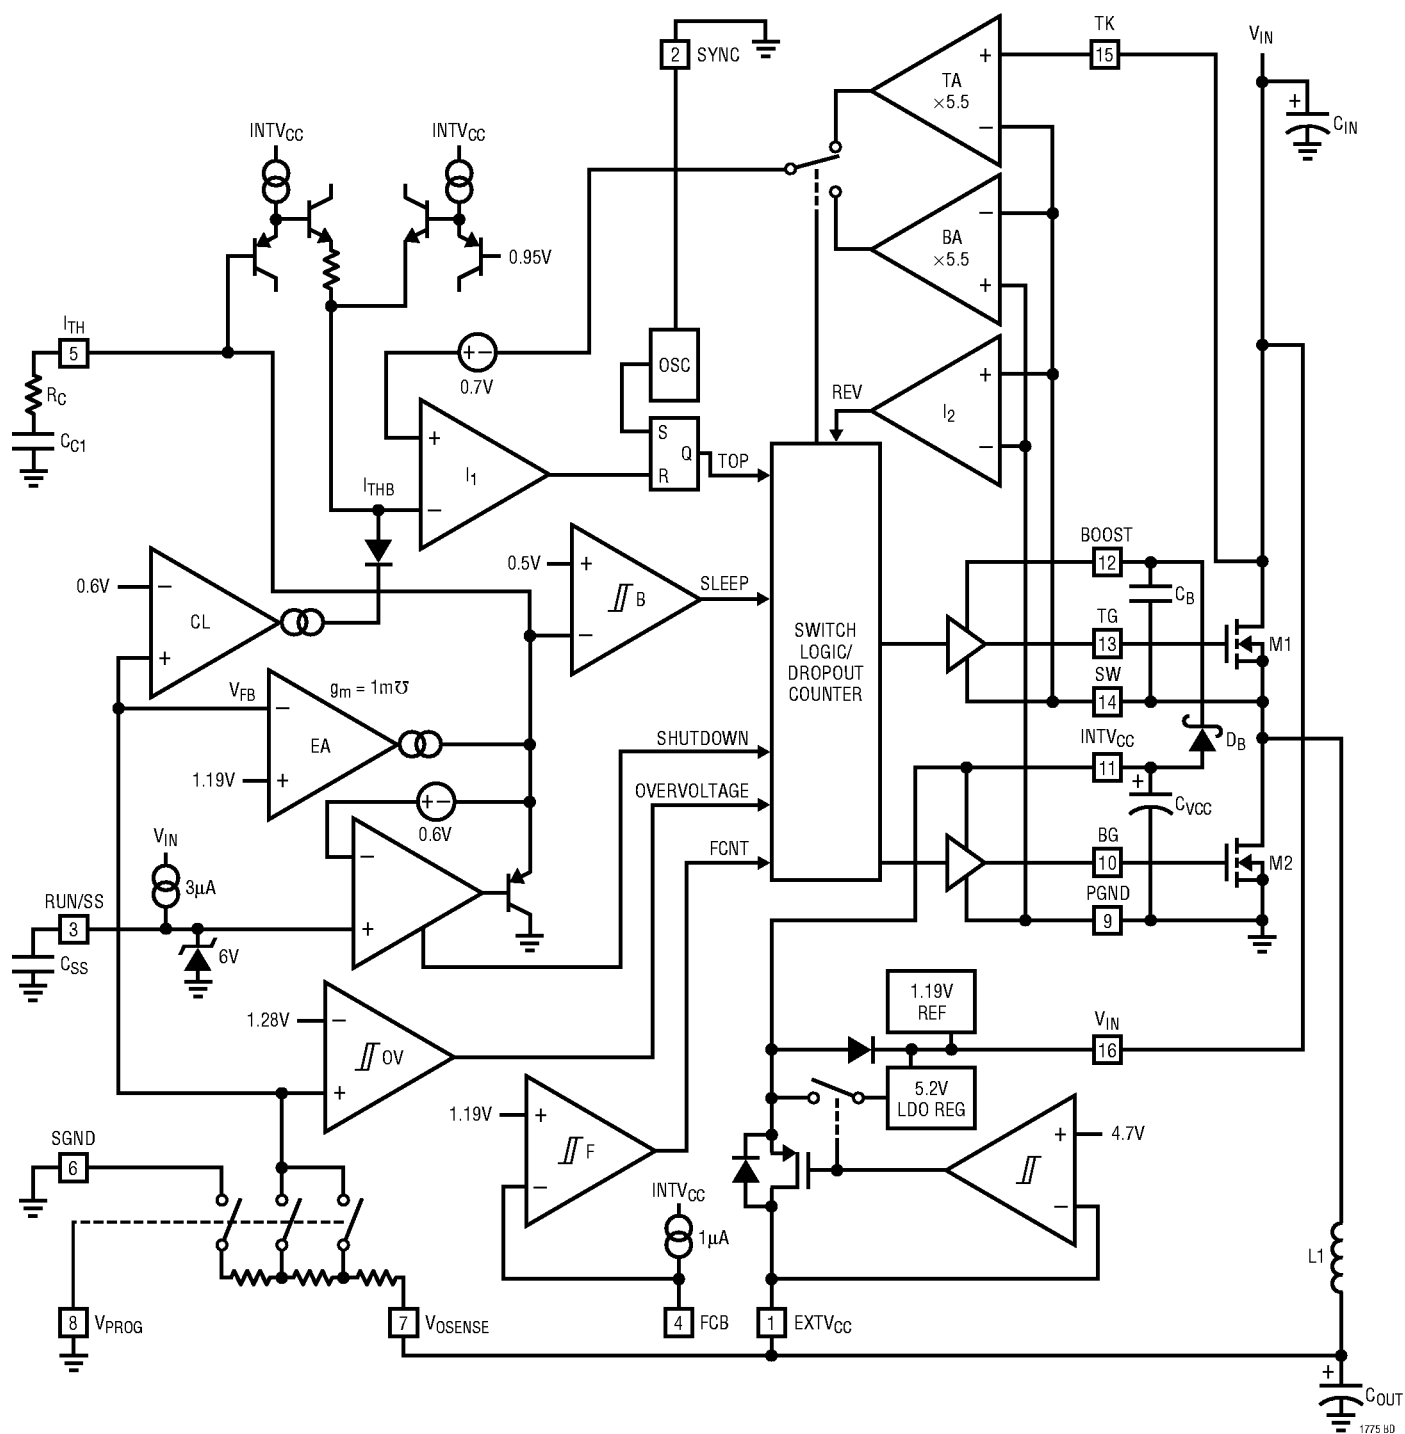 2 SYNC
TK
15
V_IN
+ C_IN
+ TA −
×5.5
INTV_CC
INTV_CC
0.95V
− BA +
×5.5
I_TH
5
R_C
C_C1
+−
0.7V
OSC
+ I_2 −
REV
S Q
R
TOP
+ I_1 −
I_THB
0.5V
+ B −
SLEEP
0.6V
− CL +
SWITCH
LOGIC/
DROPOUT
COUNTER
BOOST
12
C_B
TG
13
M1
SW
14
INTV_CC
11
D_B
+ C_VCC
BG
10
M2
PGND
9
V_FB
g_m = 1m℧
− EA +
1.19V
SHUTDOWN
OVERVOLTAGE
FCNT
+−
0.6V
− +
V_IN
3µA
RUN/SS
3
6V
C_SS
1.28V
− OV +
1.19V
REF
V_IN
16
5.2V
LDO REG
1.19V
+ F −
+ 4.7V
−
SGND
6
INTV_CC
1µA
L1
8 V_PROG
7 V_OSENSE
4 FCB
1 EXTV_CC
+ C_OUT
1775 BD